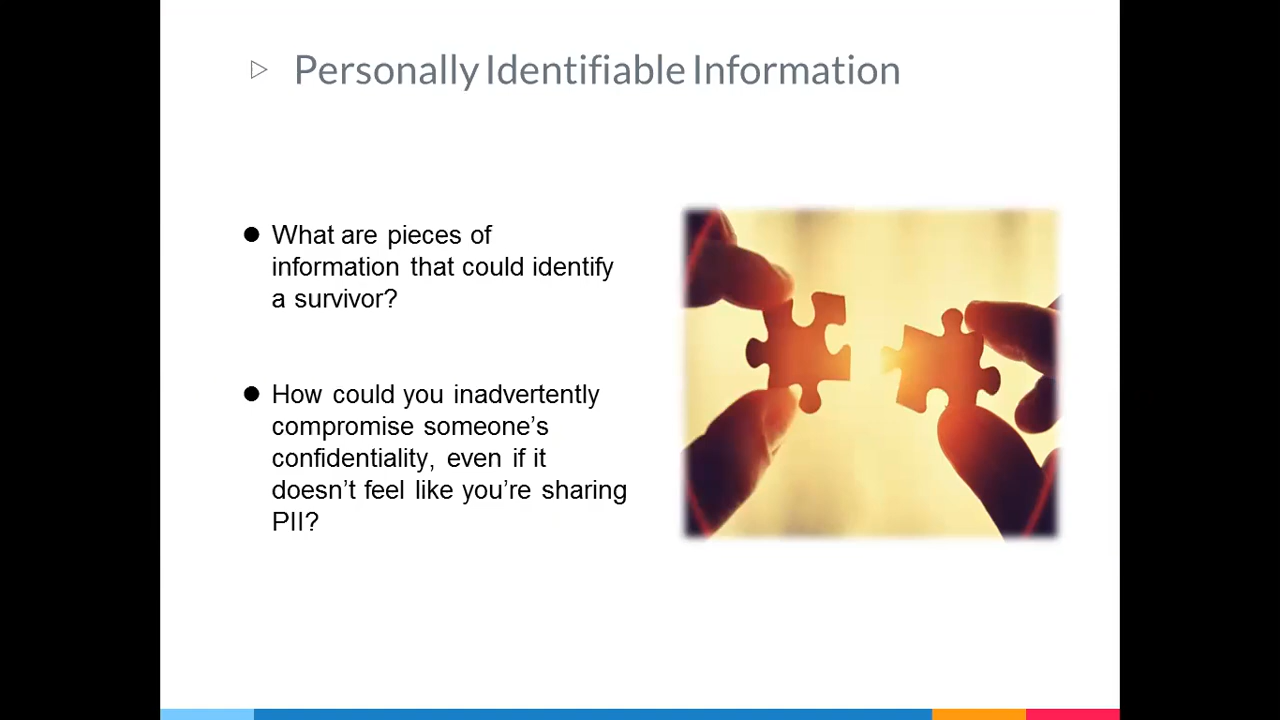 Personally Identifiable Information
What are pieces of
information that could identify
a survivor?
How could you inadvertently
compromise someone’s
confidentiality, even if it
doesn’t feel like you’re sharing
PII?